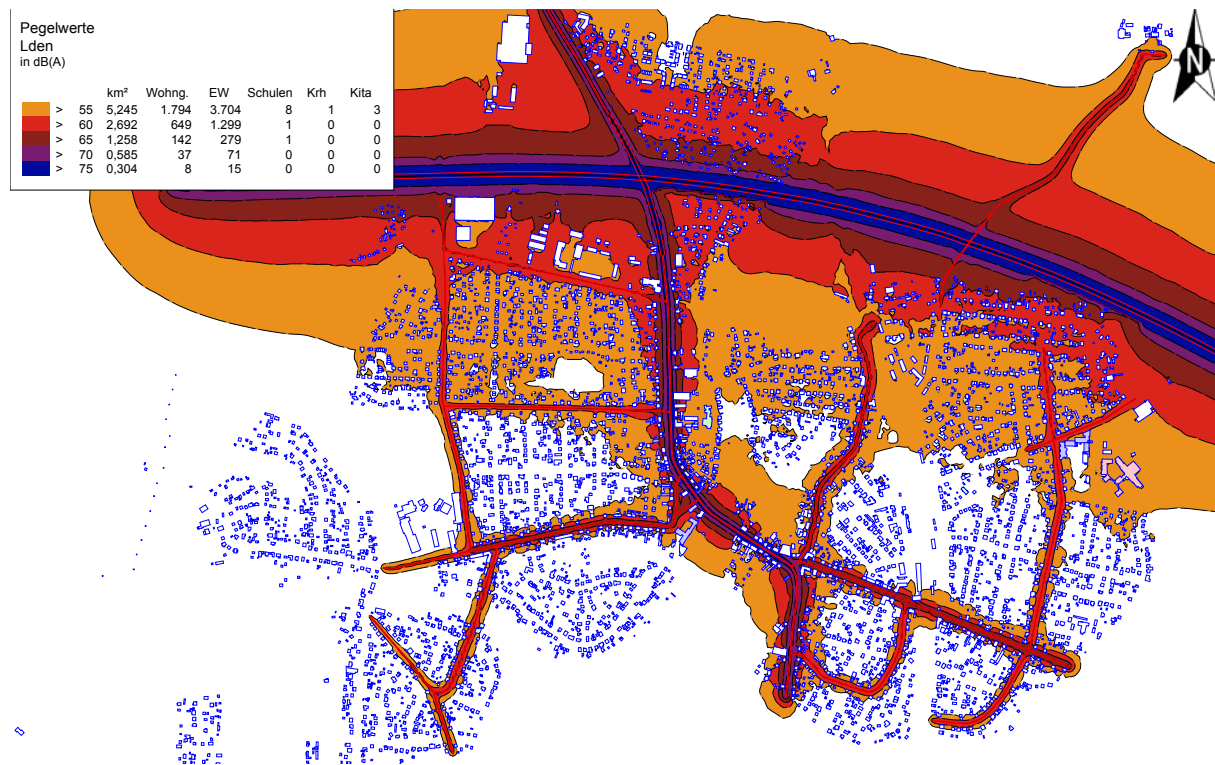 Pegelwerte
Lden
in dB(A)
km² Wohng. EW Schulen Krh Kita
> 55 5,245 1.794 3.704 8 1 3
> 60 2,692 649 1.299 1 0 0
> 65 1,258 142 279 1 0 0
> 70 0,585 37 71 0 0 0
> 75 0,304 8 15 0 0 0
N